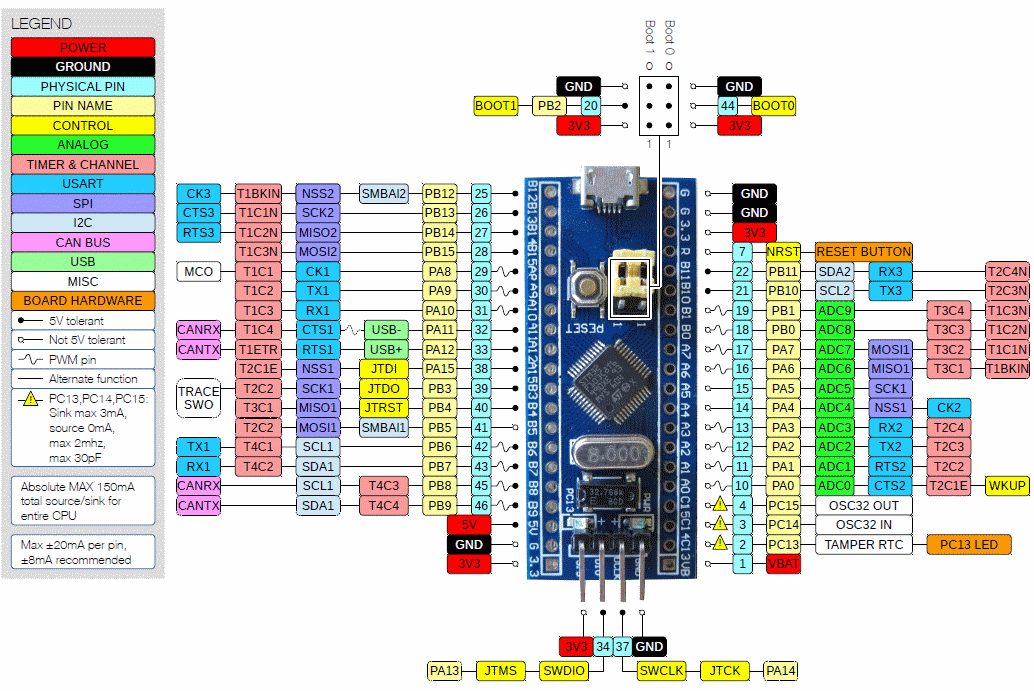 LEGEND
POWER
GROUND
PHYSICAL PIN
PIN NAME
CONTROL
ANALOG
TIMER & CHANNEL
USART
SPI
I2C
CAN BUS
USB
MISC
BOARD HARDWARE
5V tolerant
Not 5V tolerant
PWM pin
Alternate function
PC13,PC14,PC15:
Sink max 3mA,
source 0mA,
max 2mhz,
max 30pF
Absolute MAX 150mA
total source/sink for
entire CPU
Max ±20mA per pin,
±8mA recommended
Boot 1 Boot 0
GND GND
BOOT1 PB2 20 44 BOOT0
3V3 3V3
1 1
CK3 T1BKIN NSS2 SMBAI2 PB12 25 GND
CTS3 T1C1N SCK2 PB13 26 GND
RTS3 T1C2N MISO2 PB14 27 3V3
T1C3N MOSI2 PB15 28 7 NRST RESET BUTTON
MCO T1C1 CK1 PA8 29 22 PB11 SDA2 RX3 T2C4N
T1C2 TX1 PA9 30 21 PB10 SCL2 TX3 T2C3N
T1C3 RX1 PA10 31 19 PB1 ADC9 T3C4 T1C3N
CANRX T1C4 CTS1 USB- PA11 32 18 PB0 ADC8 T3C3 T1C2N
CANTX T1ETR RTS1 USB+ PA12 33 17 PA7 ADC7 MOSI1 T3C2 T1C1N
T2C1E NSS1 JTDI PA15 38 16 PA6 ADC6 MISO1 T3C1 T1BKIN
TRACE SWO T2C2 SCK1 JTDO PB3 39 15 PA5 ADC5 SCK1
T3C1 MISO1 JTRST PB4 40 14 PA4 ADC4 NSS1 CK2
T2C2 MOSI1 SMBAI1 PB5 41 13 PA3 ADC3 RX2 T2C4
TX1 T4C1 SCL1 PB6 42 12 PA2 ADC2 TX2 T2C3
RX1 T4C2 SDA1 PB7 43 11 PA1 ADC1 RTS2 T2C2
CANRX SCL1 T4C3 PB8 45 10 PA0 ADC0 CTS2 T2C1E WKUP
CANTX SDA1 T4C4 PB9 46 4 PC15 OSC32 OUT
5V 3 PC14 OSC32 IN
GND 2 PC13 TAMPER RTC PC13 LED
3V3 1 VBAT
B12 B13 B14 B15 A8 A9 A10 A11 A12 A15 B3 B4 B5 B6 B7 B8 B9 5V G 3.3
G G 3.3 R B11 B10 B1 B0 A7 A6 A5 A4 A3 A2 A1 A0 C15 C14 C13 VB
RESET
1 1
8.000
PC13
PWR
3V3 34 37 GND
PA13 JTMS SWDIO SWCLK JTCK PA14